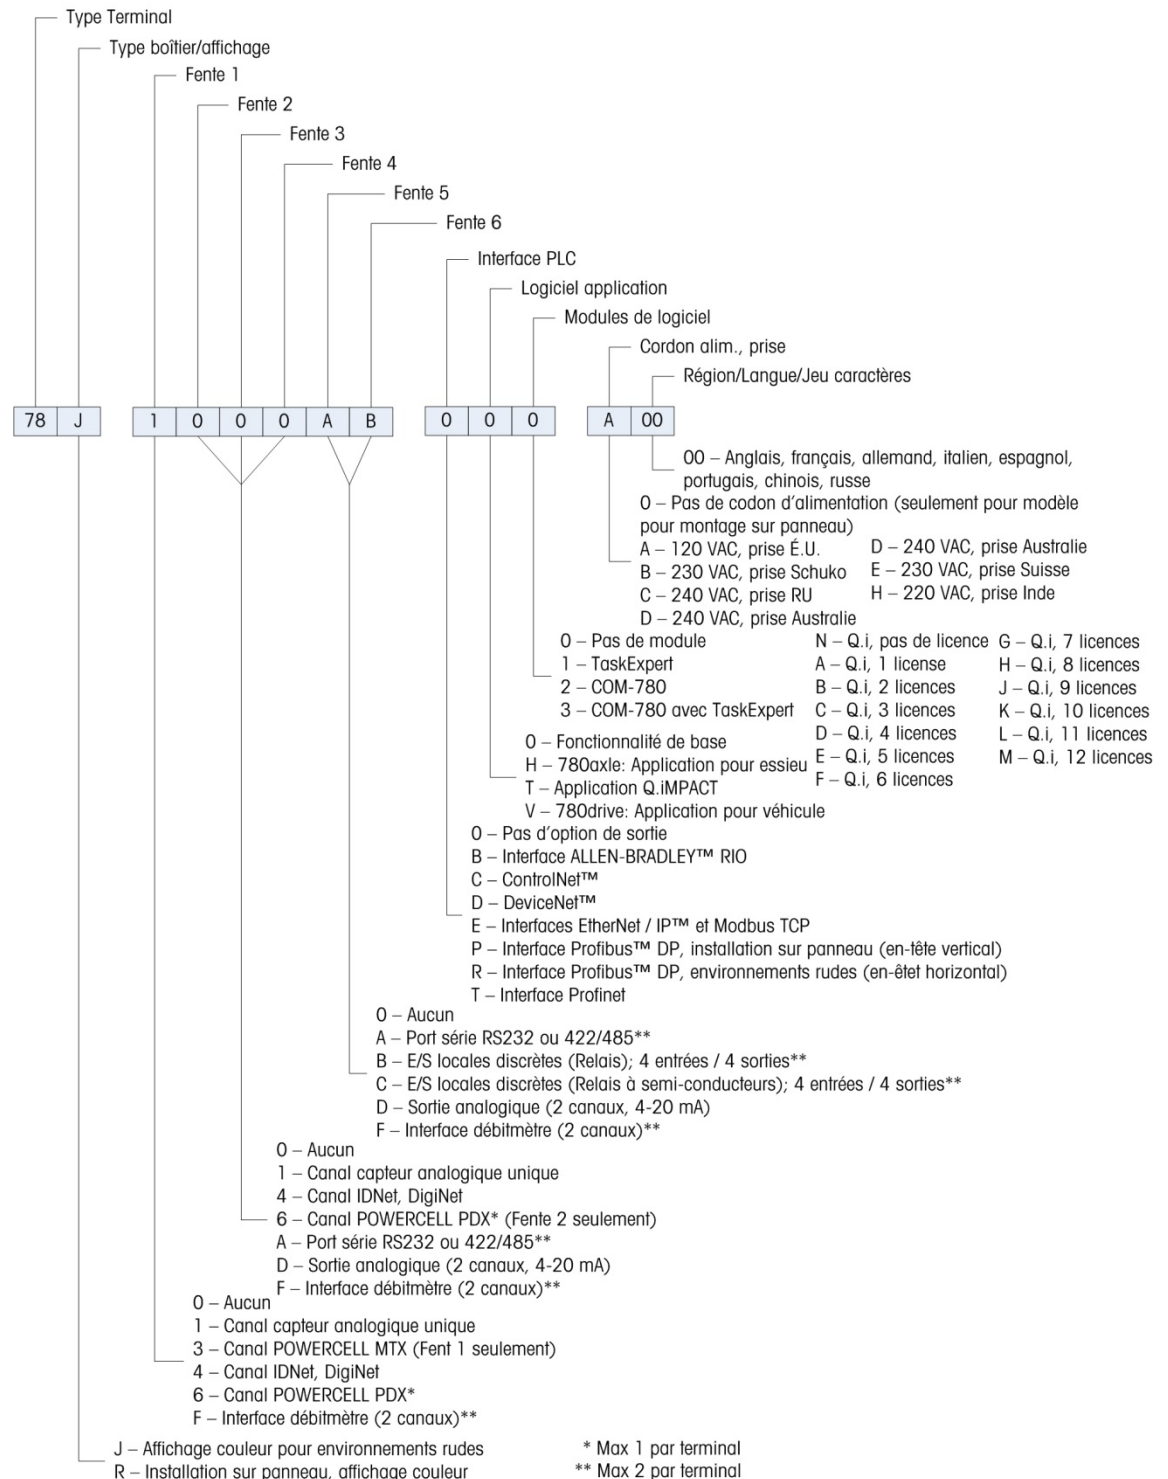 Type Terminal
Type boîtier/affichage
Fente 1
Fente 2
Fente 3
Fente 4
Fente 5
Fente 6
Interface PLC
Logiciel application
Modules de logiciel
Cordon alim., prise
Région/Langue/Jeu caractères
78 J 1 0 0 0 A B 0 0 0 A 00
00 – Anglais, français, allemand, italien, espagnol,
portugais, chinois, russe
0 – Pas de codon d'alimentation (seulement pour modèle
pour montage sur panneau)
A – 120 VAC, prise É.U.
B – 230 VAC, prise Schuko
C – 240 VAC, prise RU
D – 240 VAC, prise Australie
D – 240 VAC, prise Australie
E – 230 VAC, prise Suisse
H – 220 VAC, prise Inde
0 – Pas de module
1 – TaskExpert
2 – COM-780
3 – COM-780 avec TaskExpert
N – Q.i, pas de licence
A – Q.i, 1 license
B – Q.i, 2 licences
C – Q.i, 3 licences
D – Q.i, 4 licences
E – Q.i, 5 licences
F – Q.i, 6 licences
G – Q.i, 7 licences
H – Q.i, 8 licences
J – Q.i, 9 licences
K – Q.i, 10 licences
L – Q.i, 11 licences
M – Q.i, 12 licences
0 – Fonctionnalité de base
H – 780axle: Application pour essieu
T – Application Q.iMPACT
V – 780drive: Application pour véhicule
0 – Pas d'option de sortie
B – Interface ALLEN-BRADLEY™ RIO
C – ControlNet™
D – DeviceNet™
E – Interfaces EtherNet / IP™ et Modbus TCP
P – Interface Profibus™ DP, installation sur panneau (en-tête vertical)
R – Interface Profibus™ DP, environnements rudes (en-êtet horizontal)
T – Interface Profinet
0 – Aucun
A – Port série RS232 ou 422/485**
B – E/S locales discrètes (Relais); 4 entrées / 4 sorties**
C – E/S locales discrètes (Relais à semi-conducteurs); 4 entrées / 4 sorties**
D – Sortie analogique (2 canaux, 4-20 mA)
F – Interface débitmètre (2 canaux)**
0 – Aucun
1 – Canal capteur analogique unique
4 – Canal IDNet, DigiNet
6 – Canal POWERCELL PDX* (Fente 2 seulement)
A – Port série RS232 ou 422/485**
D – Sortie analogique (2 canaux, 4-20 mA)
F – Interface débitmètre (2 canaux)**
0 – Aucun
1 – Canal capteur analogique unique
3 – Canal POWERCELL MTX (Fent 1 seulement)
4 – Canal IDNet, DigiNet
6 – Canal POWERCELL PDX*
F – Interface débitmètre (2 canaux)**
J – Affichage couleur pour environnements rudes
R – Installation sur panneau, affichage couleur
* Max 1 par terminal
** Max 2 par terminal